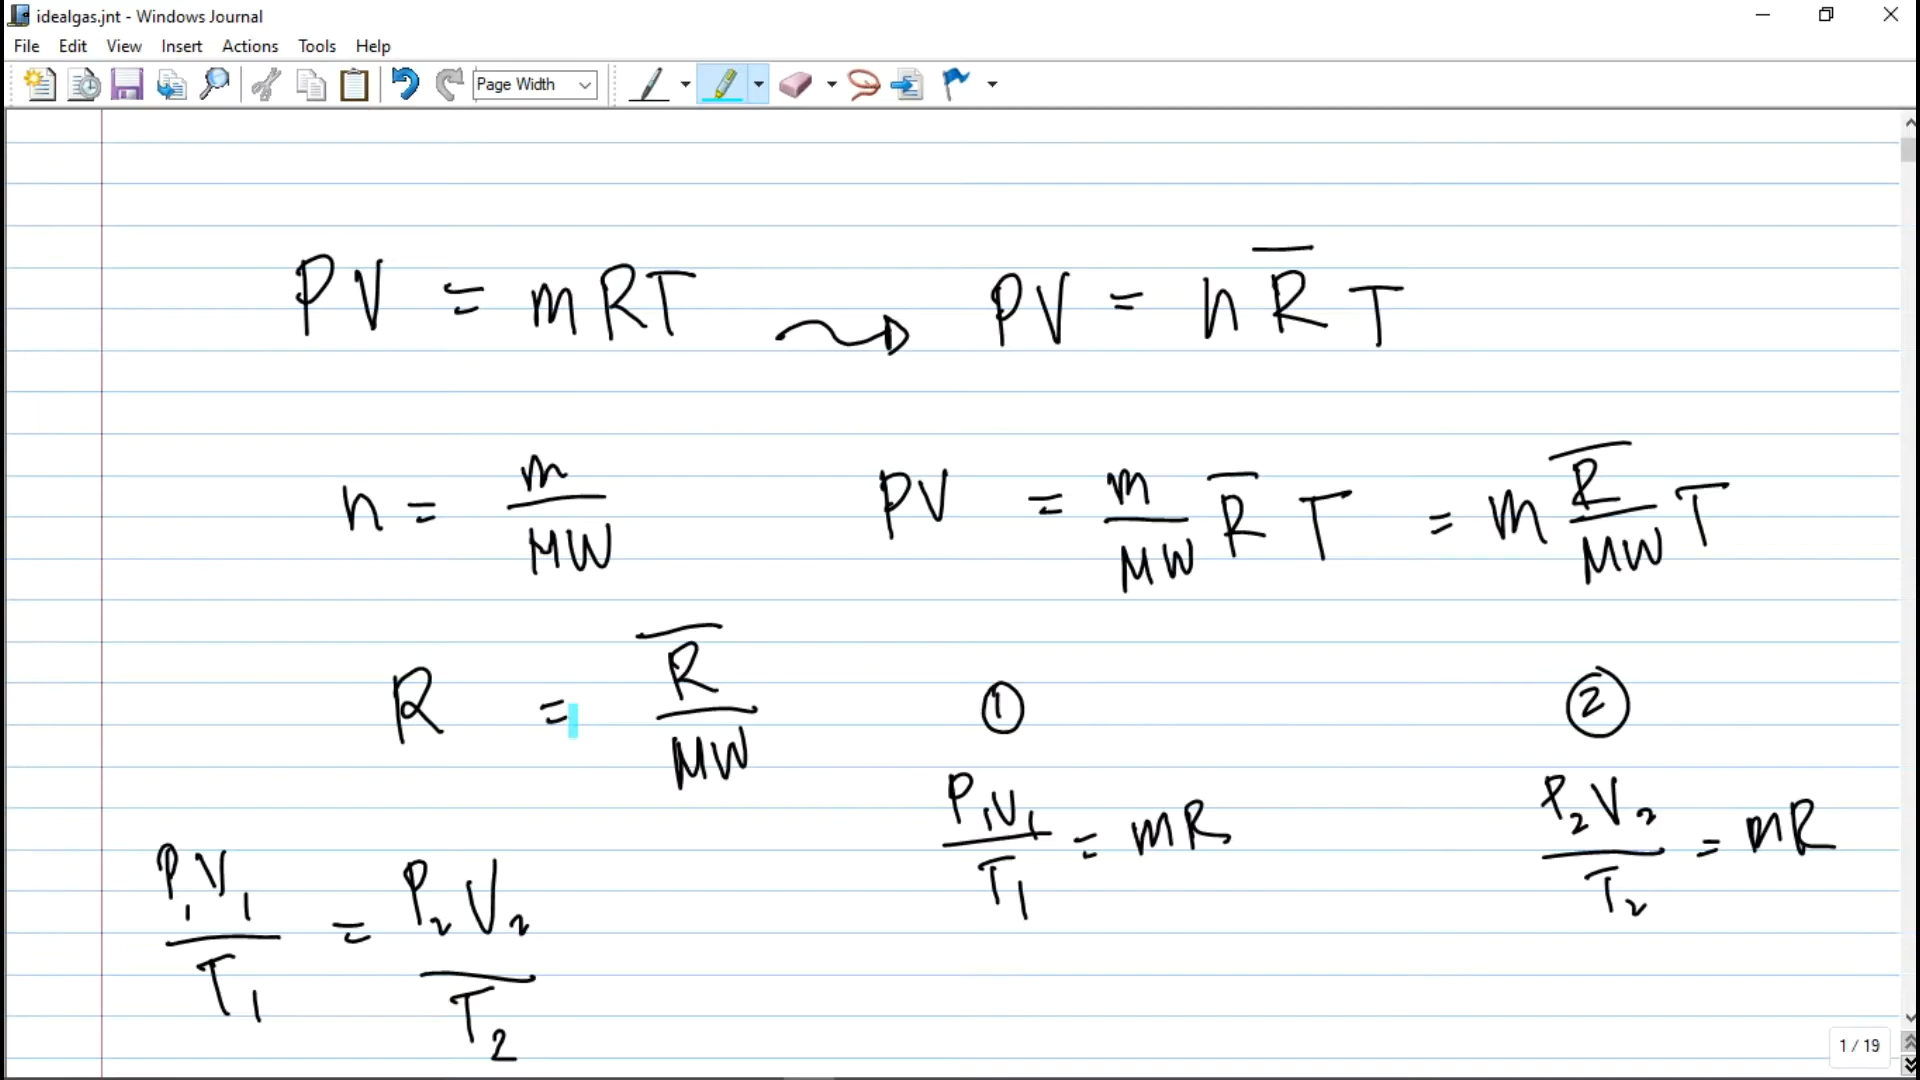 idealgas.jnt - Windows Journal
File Edit View Insert Actions Tools Help
Page Width
PV = mRT PV = n R̅ T
n = m/MW PV = m/MW R̅ T = m R̅/MW T
R = R̅/MW ① ②
P₁V₁/T₁ = mR P₂V₂/T₂ = mR
P₁V₁/T₁ = P₂V₂/T₂
1 / 19